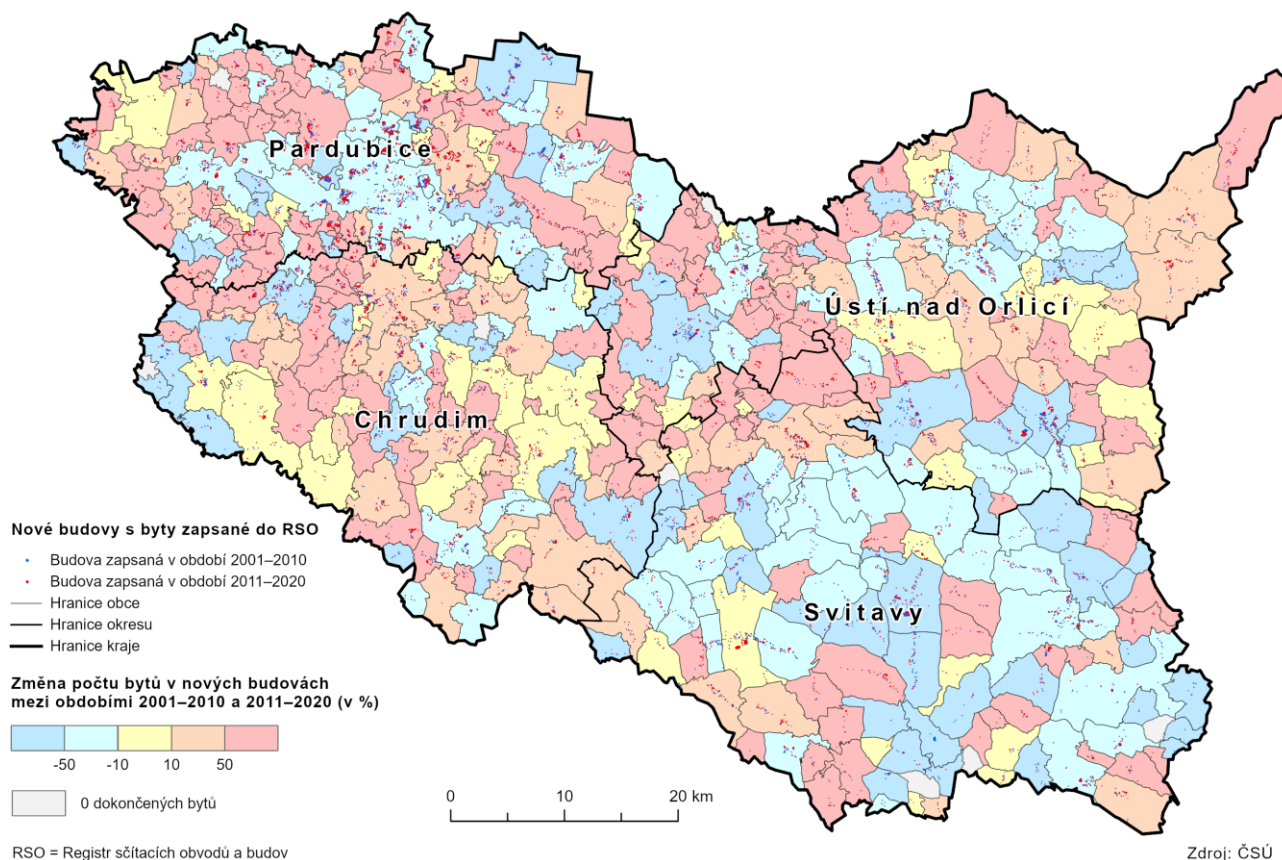 Pardubice
Ústí nad Orlicí
Chrudim
Svitavy
Nové budovy s byty zapsané do RSO
Budova zapsaná v období 2001–2010
Budova zapsaná v období 2011–2020
Hranice obce
Hranice okresu
Hranice kraje
Změna počtu bytů v nových budovách
mezi obdobími 2001–2010 a 2011–2020 (v %)
-50 -10 10 50
0 dokončených bytů
0 10 20 km
RSO = Registr sčítacích obvodů a budov
Zdroj: ČSÚ